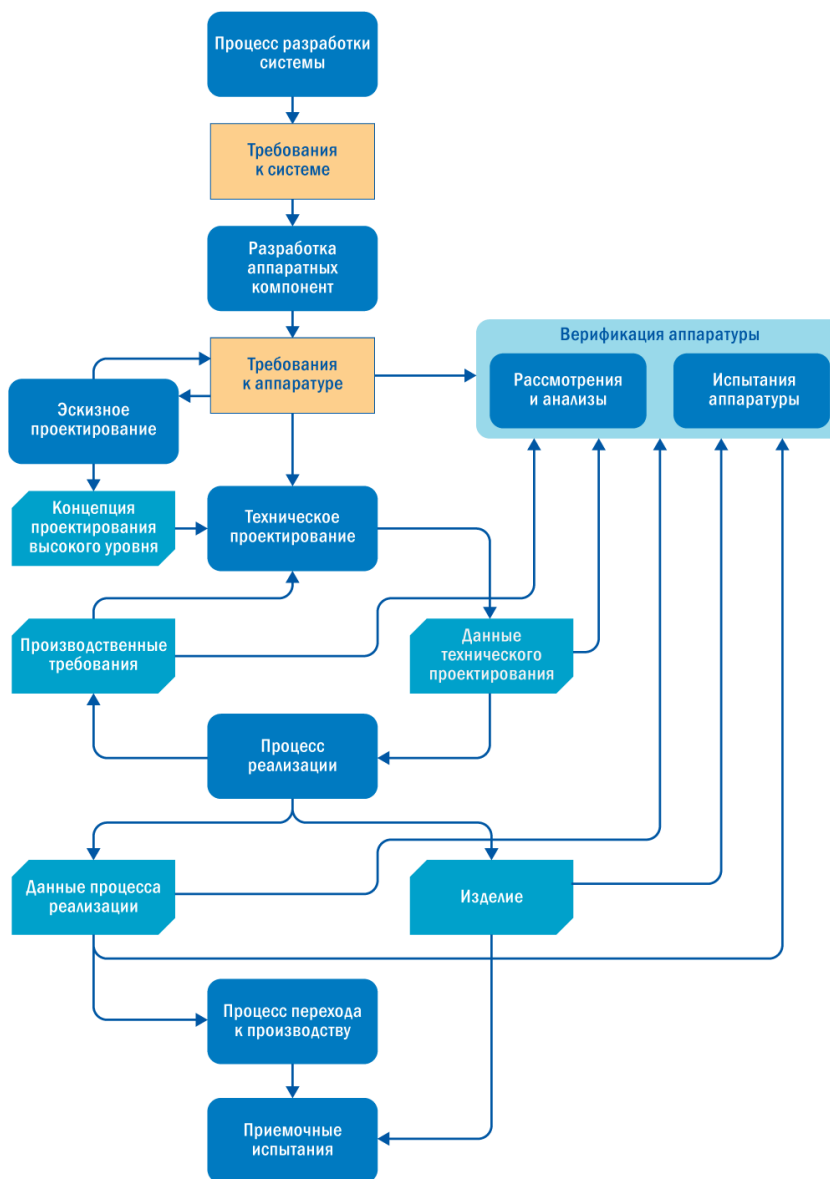 Процесс разработки
системы
Требования
к системе
Разработка
аппаратных
компонент
Верификация аппаратуры
Требования
к аппаратуре
Рассмотрения
и анализы
Испытания
аппаратуры
Эскизное
проектирование
Концепция
проектирования
высокого уровня
Техническое
проектирование
Производственные
требования
Данные
технического
проектирования
Процесс
реализации
Данные процесса
реализации
Изделие
Процесс перехода
к производству
Приемочные
испытания